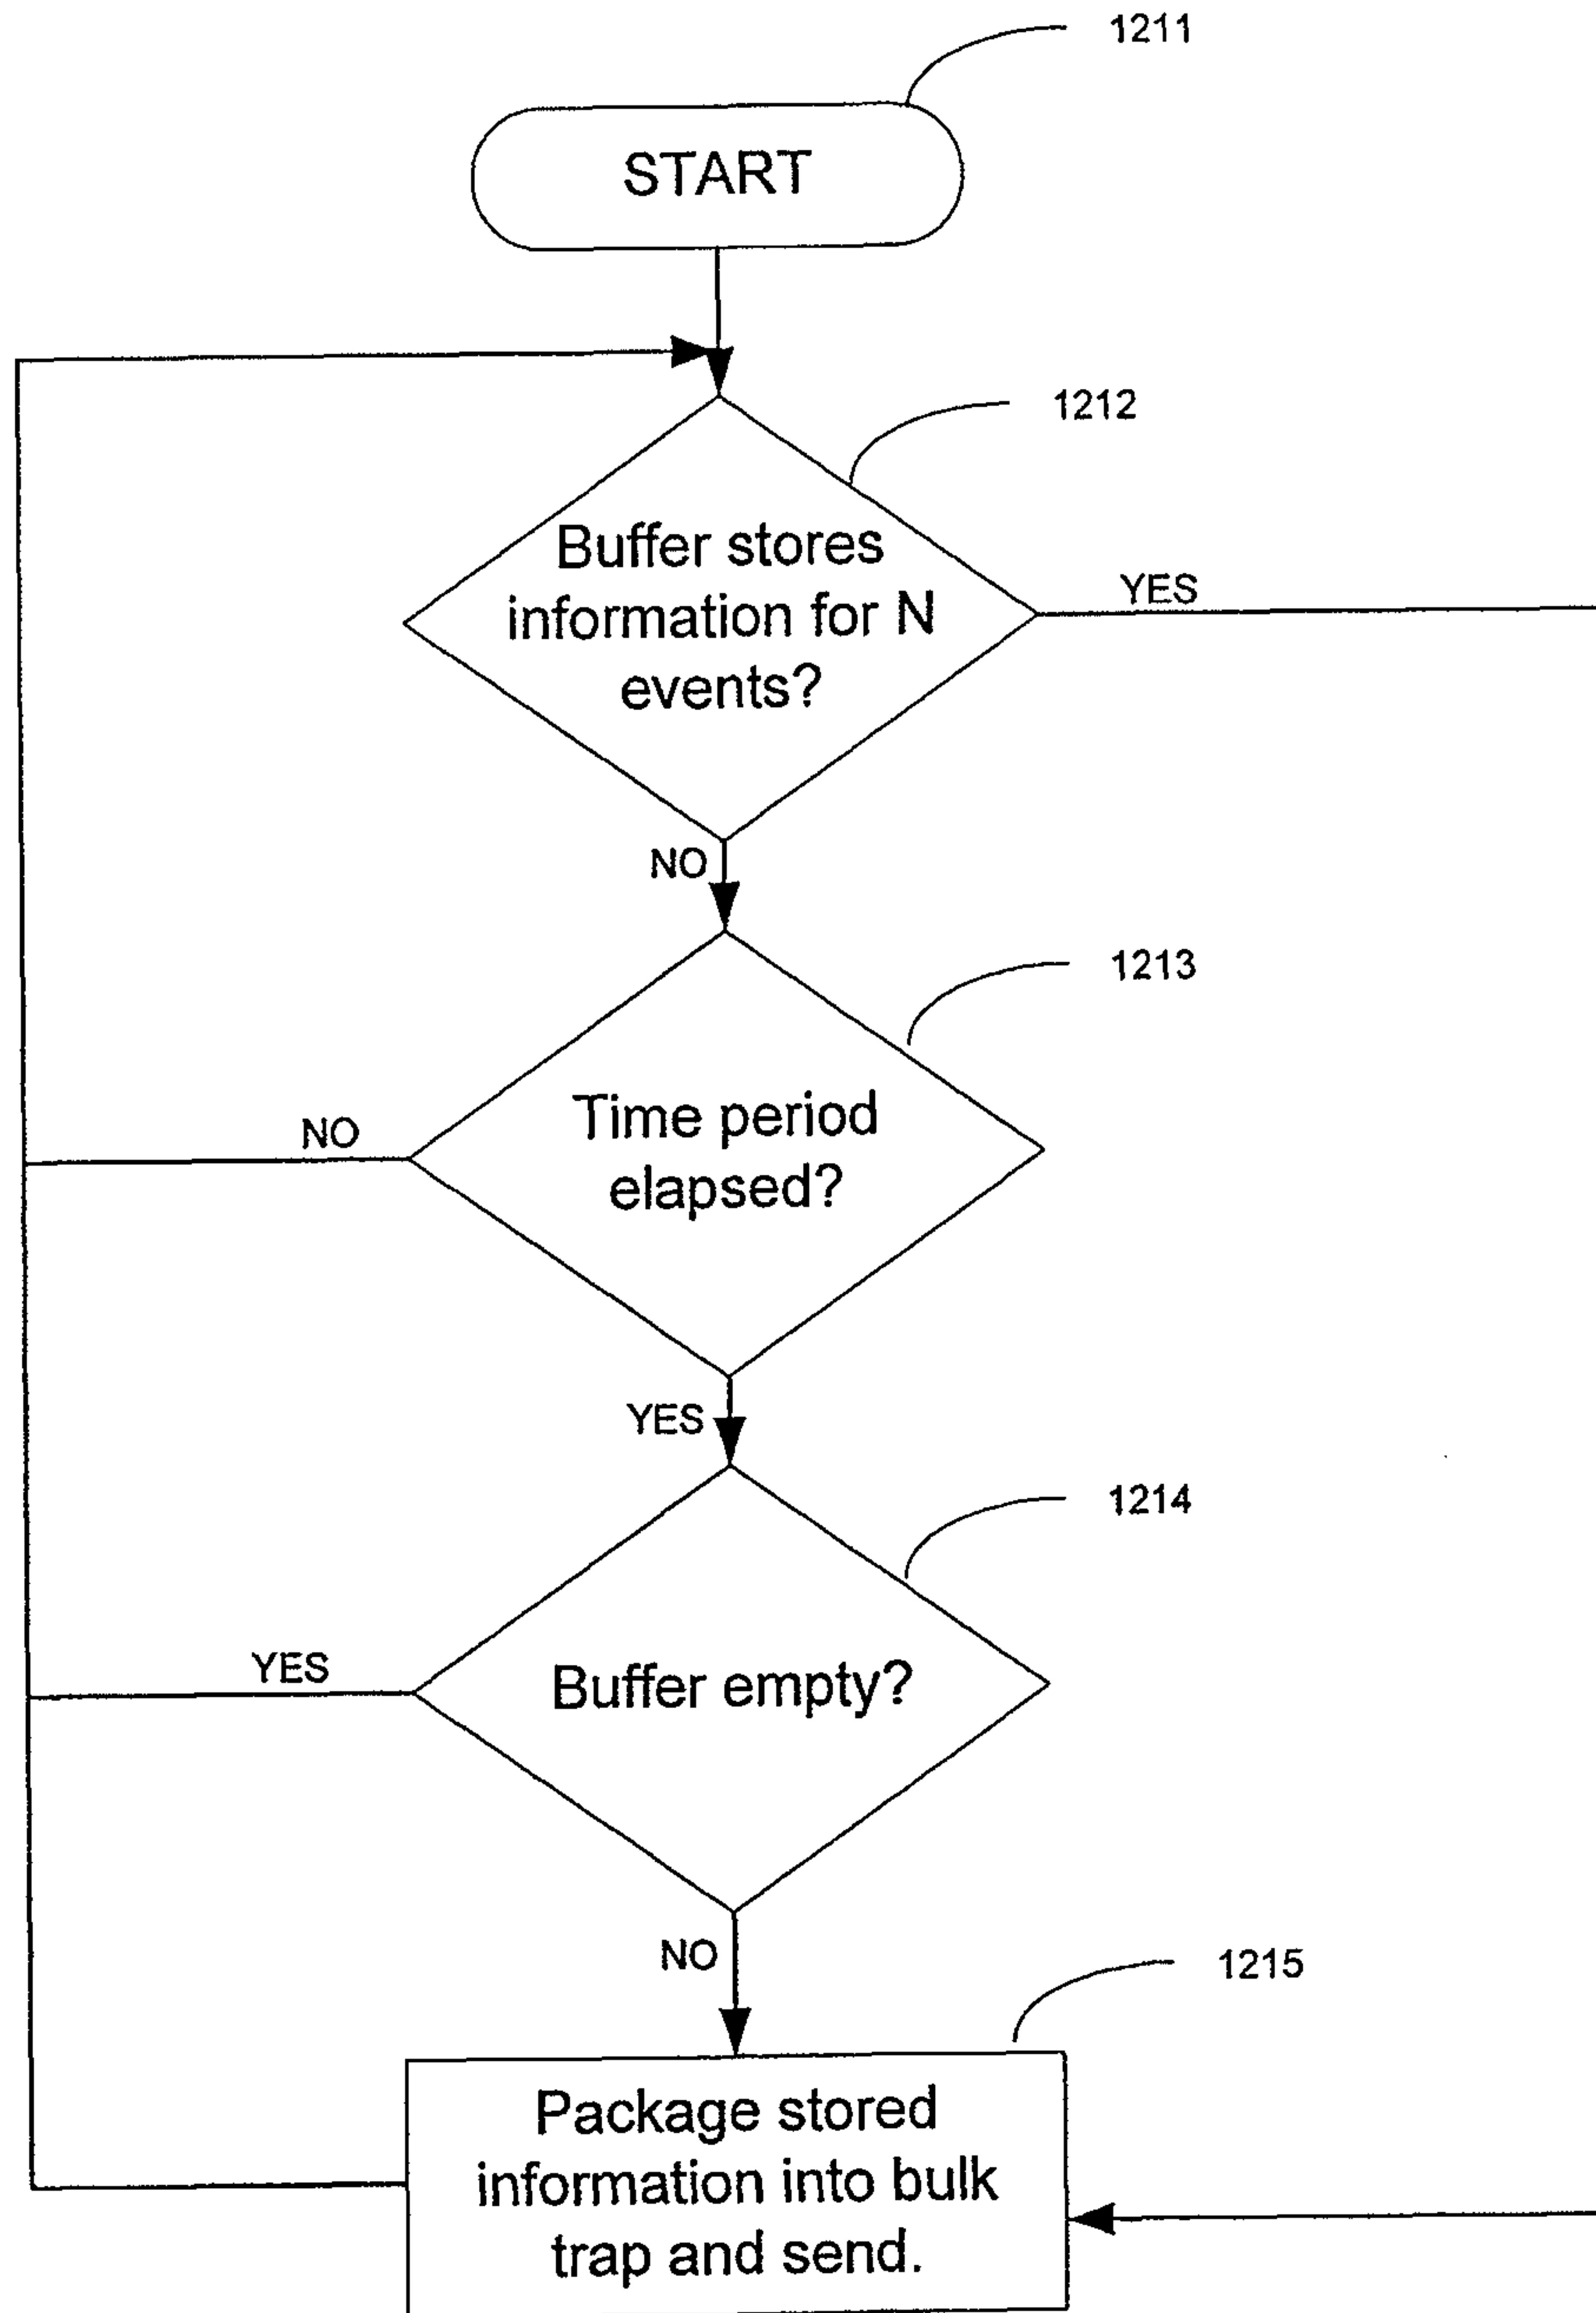 1211
START
1212
Buffer stores
information for N
events?
YES
NO
1213
Time period
elapsed?
NO
YES
1214
Buffer empty?
YES
NO
1215
Package stored
information into bulk
trap and send.